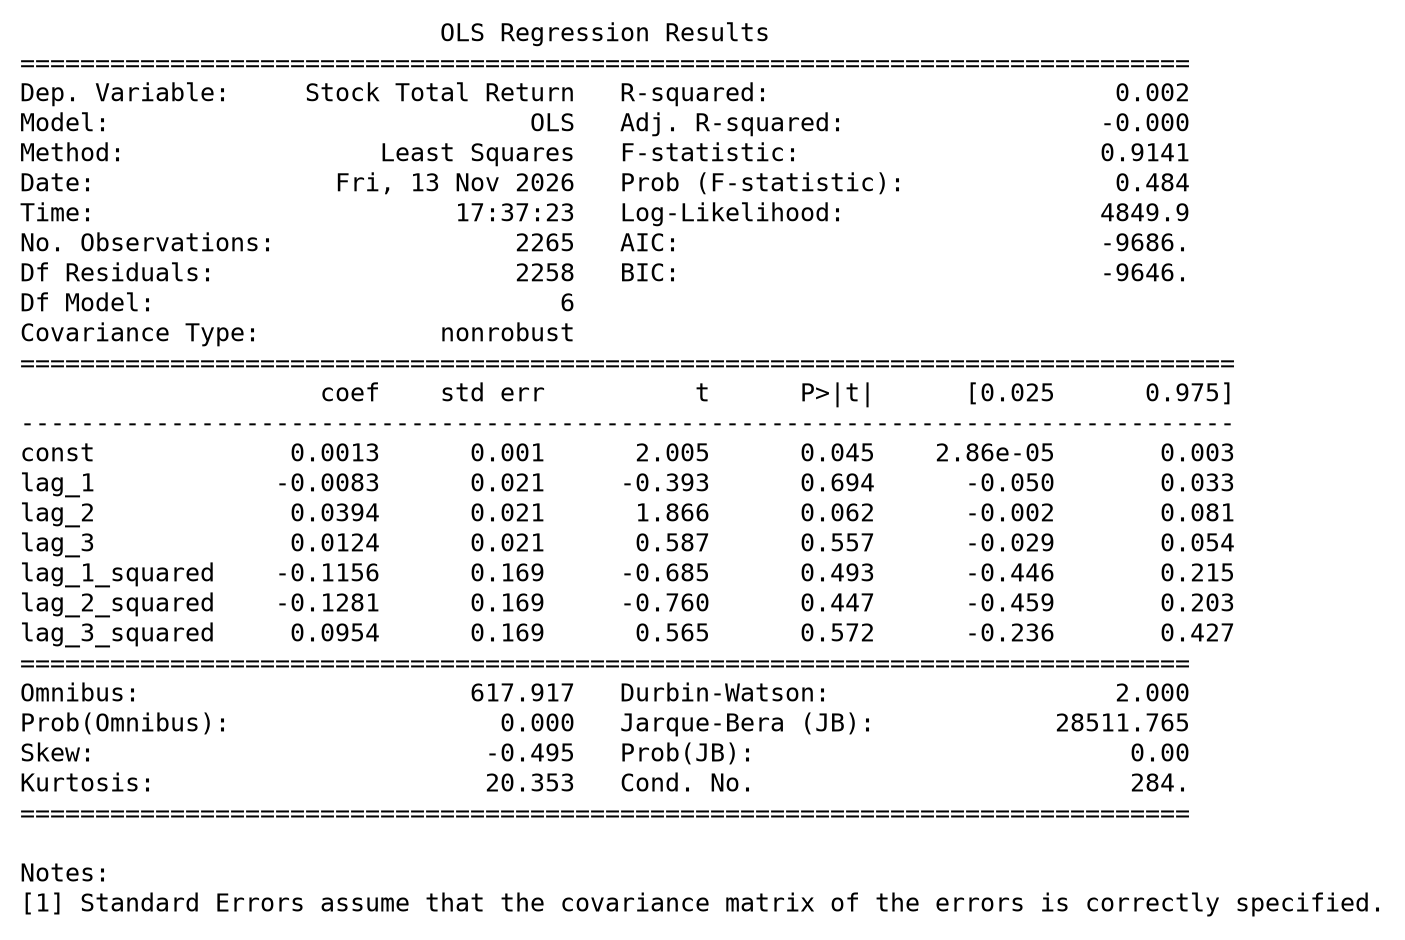 OLS Regression Results
==============================================================================
Dep. Variable:     Stock Total Return   R-squared:                       0.002
Model:                            OLS   Adj. R-squared:                 -0.000
Method:                 Least Squares   F-statistic:                    0.9141
Date:                Fri, 13 Nov 2026   Prob (F-statistic):              0.484
Time:                        17:37:23   Log-Likelihood:                 4849.9
No. Observations:                2265   AIC:                            -9686.
Df Residuals:                    2258   BIC:                            -9646.
Df Model:                           6
Covariance Type:            nonrobust
=================================================================================
                    coef    std err          t      P>|t|      [0.025      0.975]
---------------------------------------------------------------------------------
const             0.0013      0.001      2.005      0.045    2.86e-05       0.003
lag_1            -0.0083      0.021     -0.393      0.694      -0.050       0.033
lag_2             0.0394      0.021      1.866      0.062      -0.002       0.081
lag_3             0.0124      0.021      0.587      0.557      -0.029       0.054
lag_1_squared    -0.1156      0.169     -0.685      0.493      -0.446       0.215
lag_2_squared    -0.1281      0.169     -0.760      0.447      -0.459       0.203
lag_3_squared     0.0954      0.169      0.565      0.572      -0.236       0.427
==============================================================================
Omnibus:                      617.917   Durbin-Watson:                   2.000
Prob(Omnibus):                  0.000   Jarque-Bera (JB):            28511.765
Skew:                          -0.495   Prob(JB):                         0.00
Kurtosis:                      20.353   Cond. No.                         284.
==============================================================================

Notes:
[1] Standard Errors assume that the covariance matrix of the errors is correctly specified.